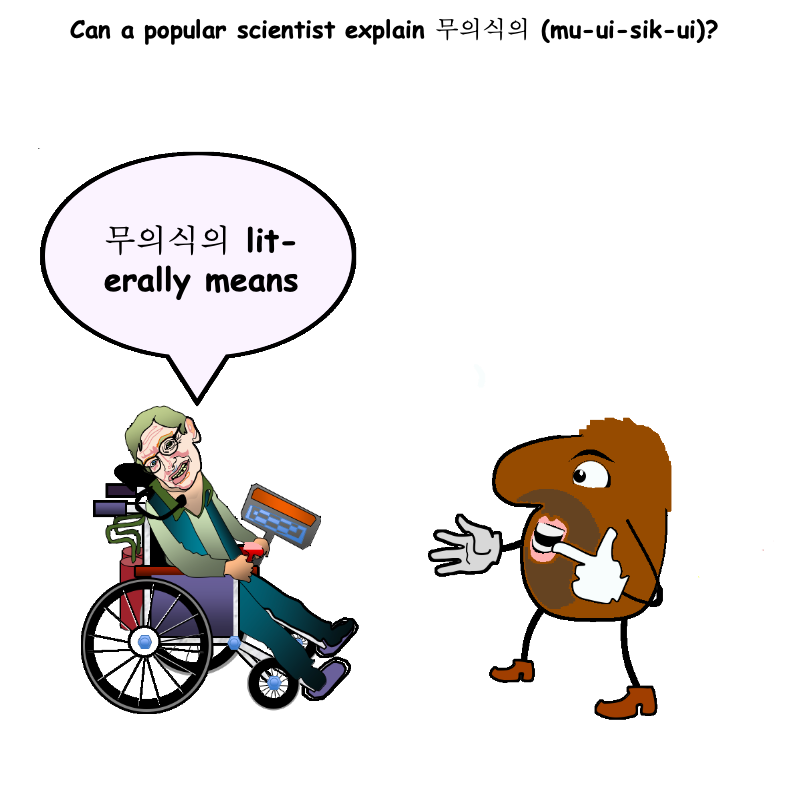 Can a popular scientist explain 무의식의 (mu-ui-sik-ui)?
무의식의 lit-
erally means